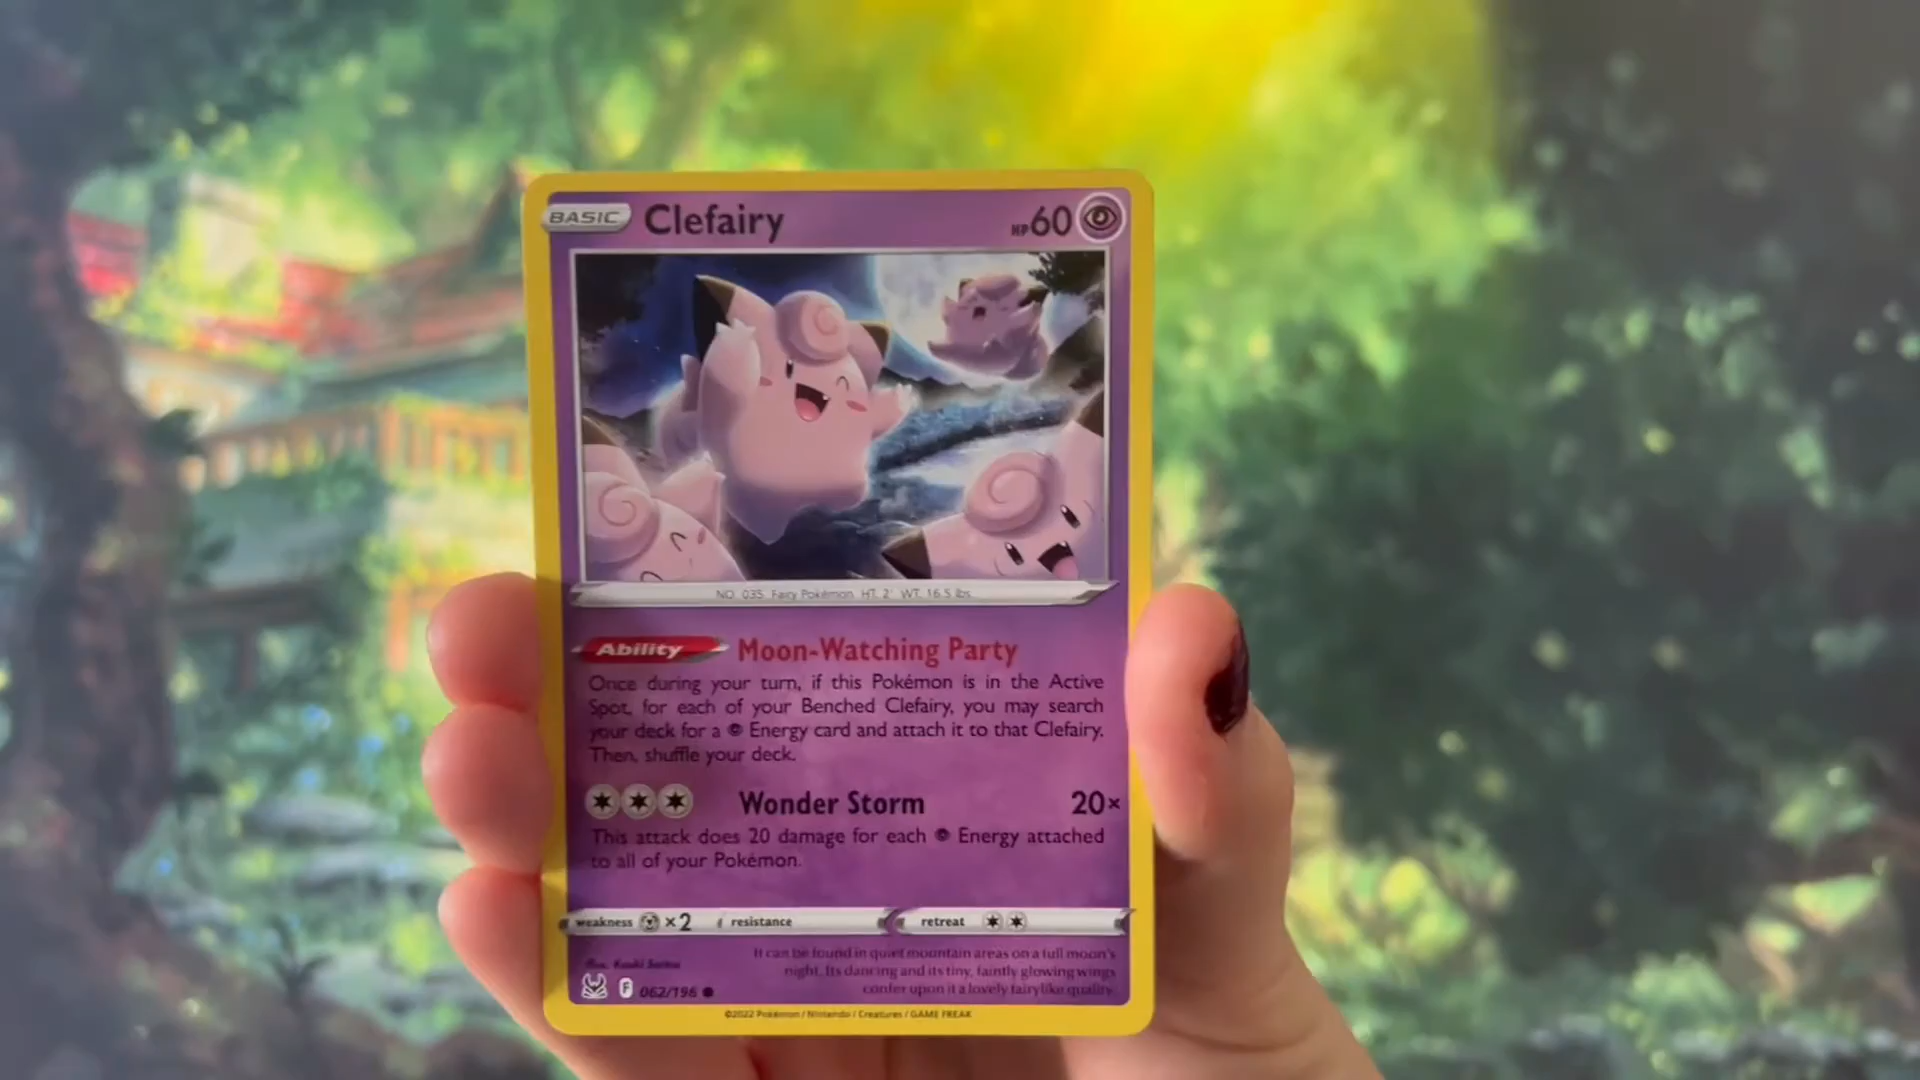 BASIC Clefairy HP 60
NO. 035 Fairy Pokémon HT. 2' WT. 16.5 lbs.
Ability Moon-Watching Party
Once during your turn, if this Pokémon is in the Active
Spot, for each of your Benched Clefairy, you may search
your deck for a Energy card and attach it to that Clefairy.
Then, shuffle your deck.
Wonder Storm 20×
This attack does 20 damage for each Energy attached
to all of your Pokémon.
weakness ×2 resistance retreat
It can be found in quiet mountain areas on a full moon's
night. Its dancing and its tiny, faintly glowing wings
confer upon it a lovely fairylike quality.
Illus. Kouki Saitou
F 062/196
©2022 Pokémon / Nintendo / Creatures / GAME FREAK